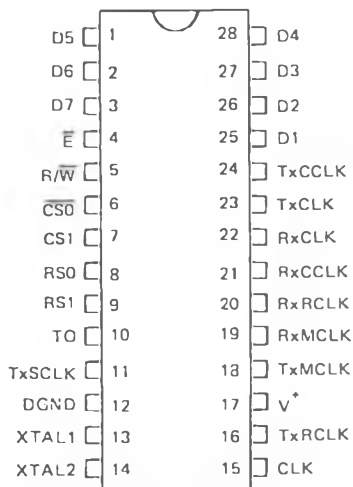 D5 1 28 D4
D6 2 27 D3
D7 3 26 D2
E̅ 4 25 D1
R/W̅ 5 24 TxCCLK
C̅S̅0̅ 6 23 TxCLK
CS1 7 22 RxCLK
RS0 8 21 RxCCLK
RS1 9 20 RxRCLK
TO 10 19 RxMCLK
TxSCLK 11 18 TxMCLK
DGND 12 17 V⁺
XTAL1 13 16 TxRCLK
XTAL2 14 15 CLK